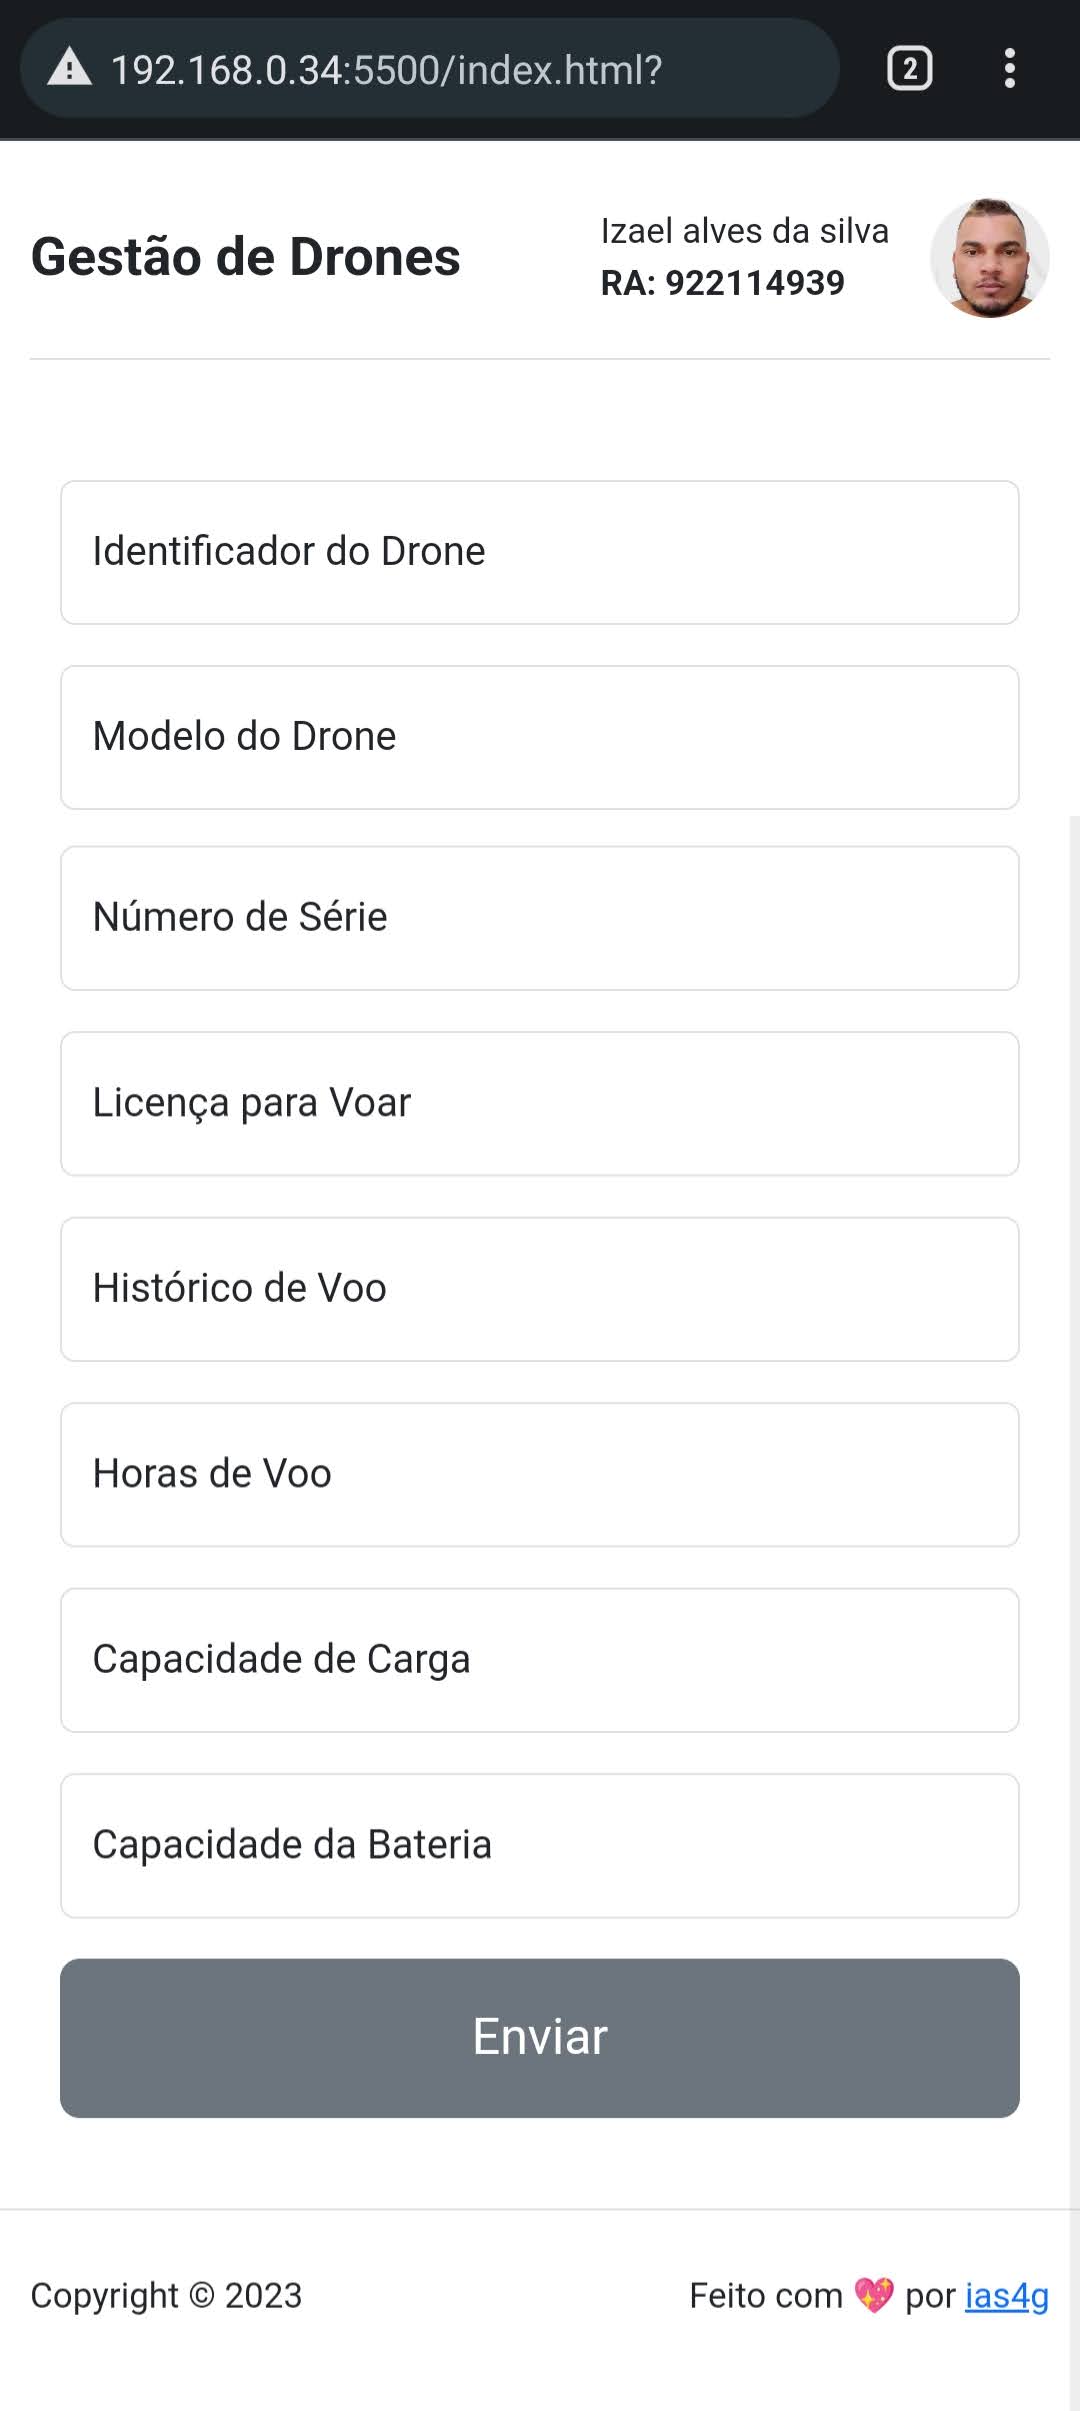 192.168.0.34:5500/index.html?
2
Gestão de Drones
Izael alves da silva
RA: 922114939
Identificador do Drone
Modelo do Drone
Número de Série
Licença para Voar
Histórico de Voo
Horas de Voo
Capacidade de Carga
Capacidade da Bateria
Enviar
Copyright © 2023
Feito com 💖 por ias4g